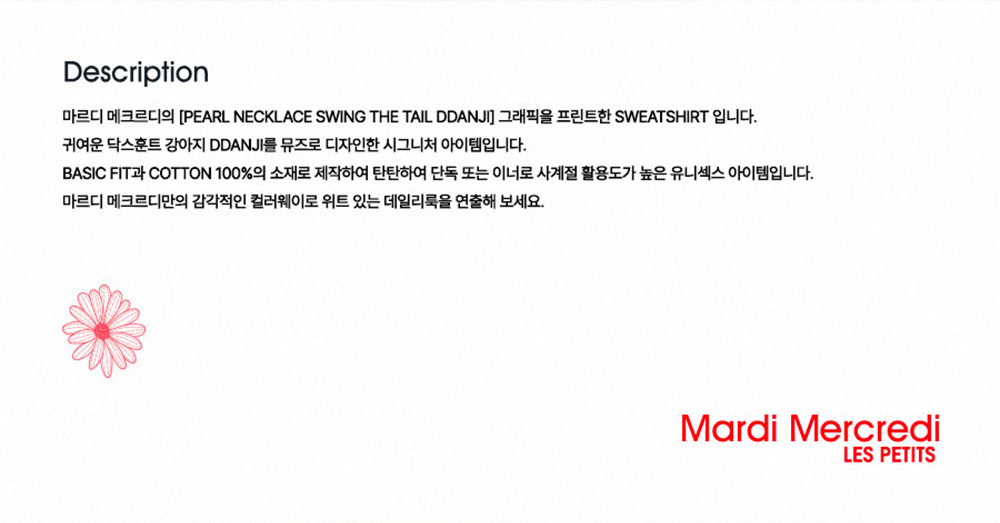 Description
마르디 메크르디의 [PEARL NECKLACE SWING THE TAIL DDANJI] 그래픽을 프린트한 SWEATSHIRT 입니다.
귀여운 닥스훈트 강아지 DDANJI를 뮤즈로 디자인한 시그니처 아이템입니다.
BASIC FIT과 COTTON 100%의 소재로 제작하여 탄탄하여 단독 또는 이너로 사계절 활용도가 높은 유니섹스 아이템입니다.
마르디 메크르디만의 감각적인 컬러웨이로 위트 있는 데일리룩을 연출해 보세요.
Mardi Mercredi
LES PETITS